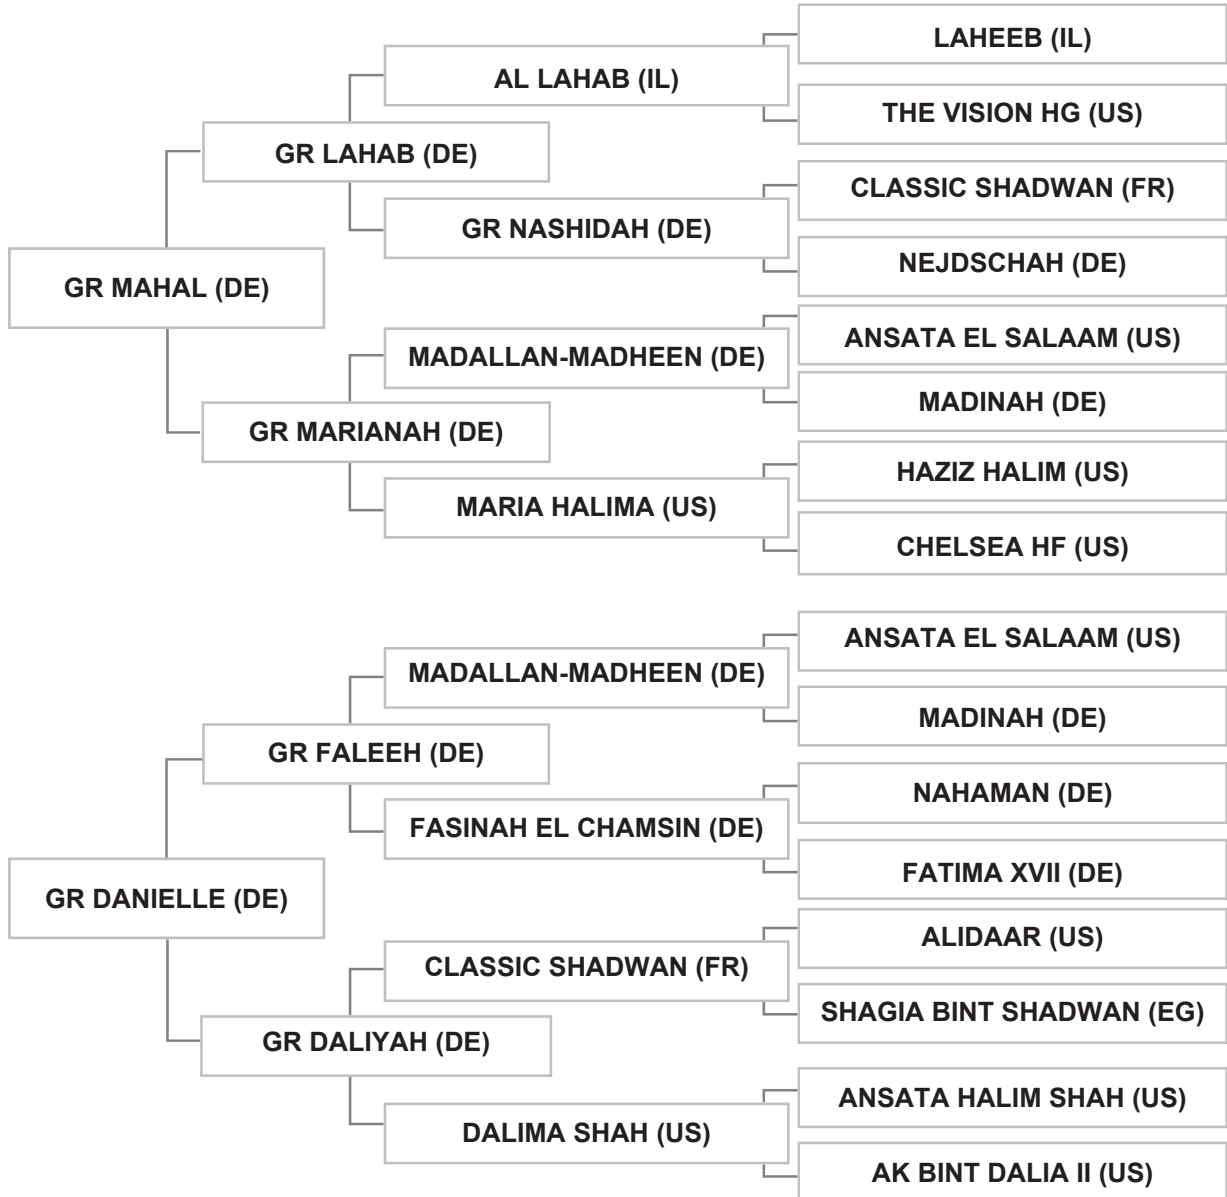 LAHEEB (IL)
AL LAHAB (IL)
THE VISION HG (US)
GR LAHAB (DE)
CLASSIC SHADWAN (FR)
GR NASHIDAH (DE)
NEJDSCHAH (DE)
GR MAHAL (DE)
ANSATA EL SALAAM (US)
MADALLAN-MADHEEN (DE)
MADINAH (DE)
GR MARIANAH (DE)
HAZIZ HALIM (US)
MARIA HALIMA (US)
CHELSEA HF (US)
ANSATA EL SALAAM (US)
MADALLAN-MADHEEN (DE)
MADINAH (DE)
GR FALEEH (DE)
NAHAMAN (DE)
FASINAH EL CHAMSIN (DE)
FATIMA XVII (DE)
GR DANIELLE (DE)
ALIDAAR (US)
CLASSIC SHADWAN (FR)
SHAGIA BINT SHADWAN (EG)
GR DALIYAH (DE)
ANSATA HALIM SHAH (US)
DALIMA SHAH (US)
AK BINT DALIA II (US)